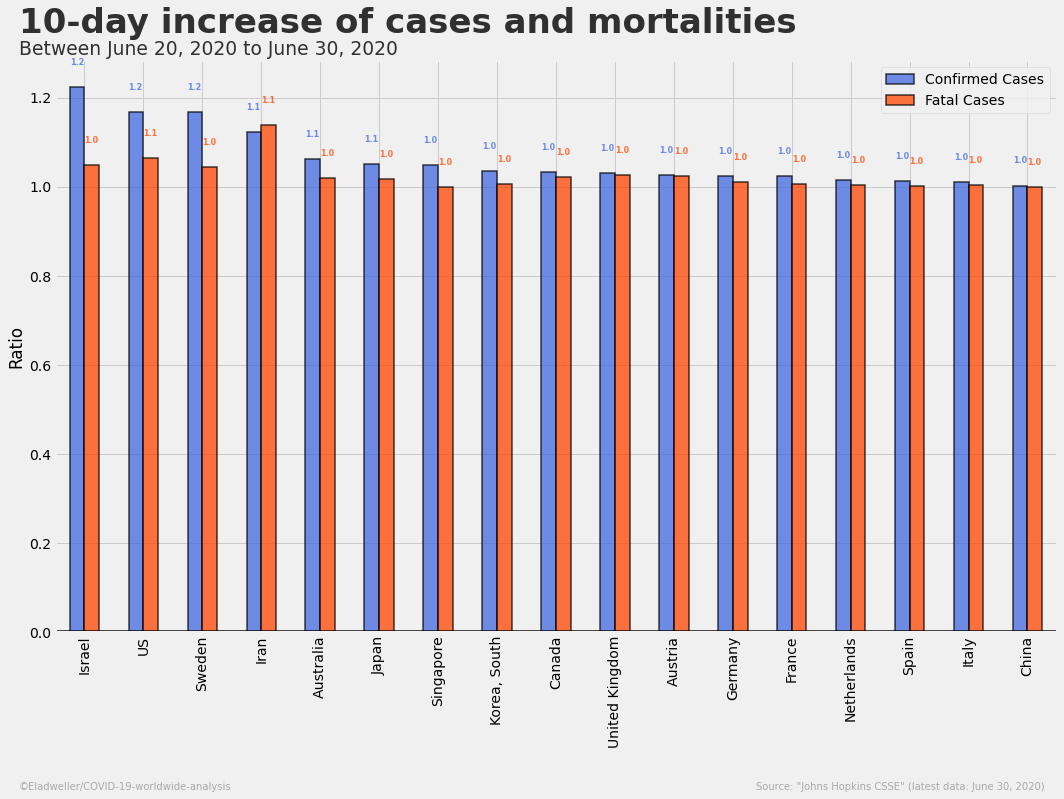 10-day increase of cases and mortalities
Between June 20, 2020 to June 30, 2020
Confirmed Cases
Fatal Cases
Ratio
1.2
1.0
0.8
0.6
0.4
0.2
0.0
1.2 1.0 1.2 1.1 1.2 1.0 1.1 1.1 1.1 1.0 1.1 1.0 1.0 1.0 1.0 1.0 1.0 1.0 1.0 1.0 1.0 1.0 1.0 1.0 1.0 1.0 1.0 1.0 1.0 1.0 1.0 1.0 1.0 1.0
Israel
US
Sweden
Iran
Australia
Japan
Singapore
Korea, South
Canada
United Kingdom
Austria
Germany
France
Netherlands
Spain
Italy
China
©Eladweller/COVID-19-worldwide-analysis
Source: "Johns Hopkins CSSE" (latest data: June 30, 2020)